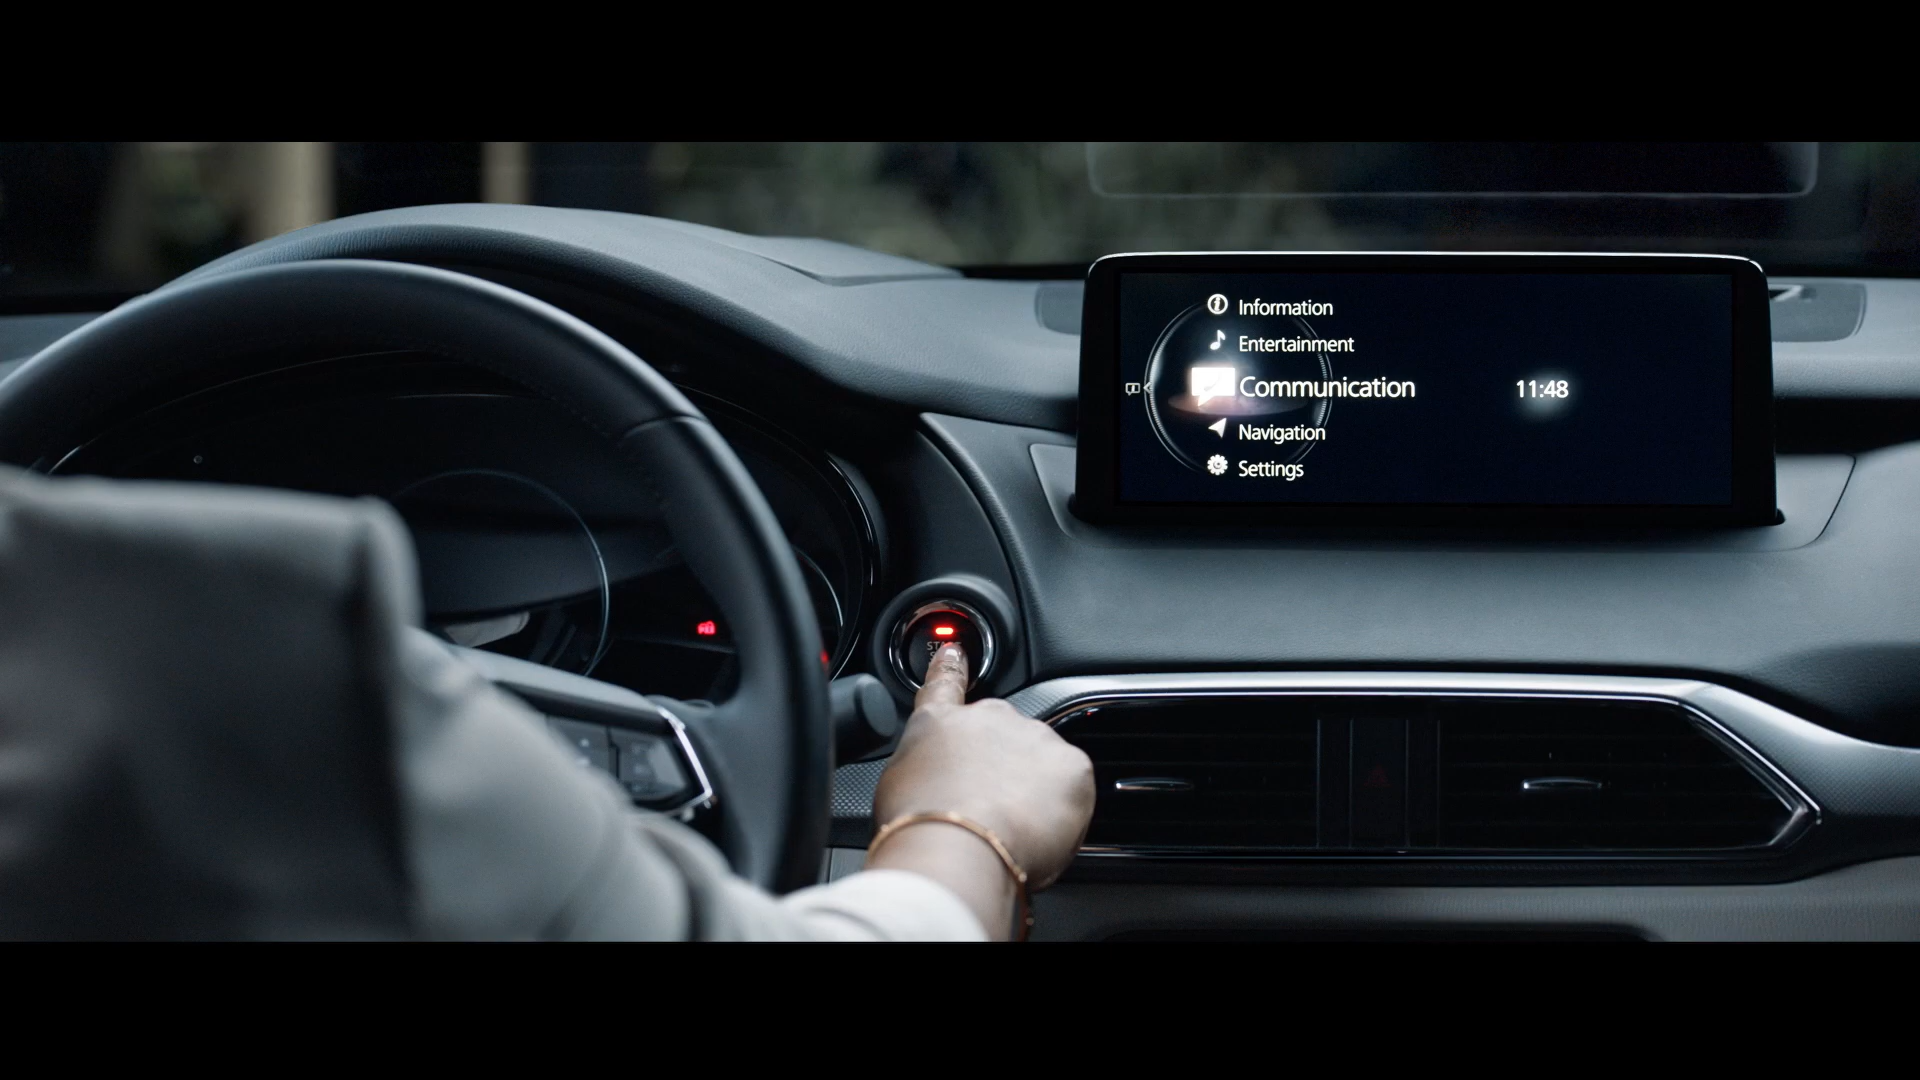 Information
Entertainment
Communication
11:48
Navigation
Settings